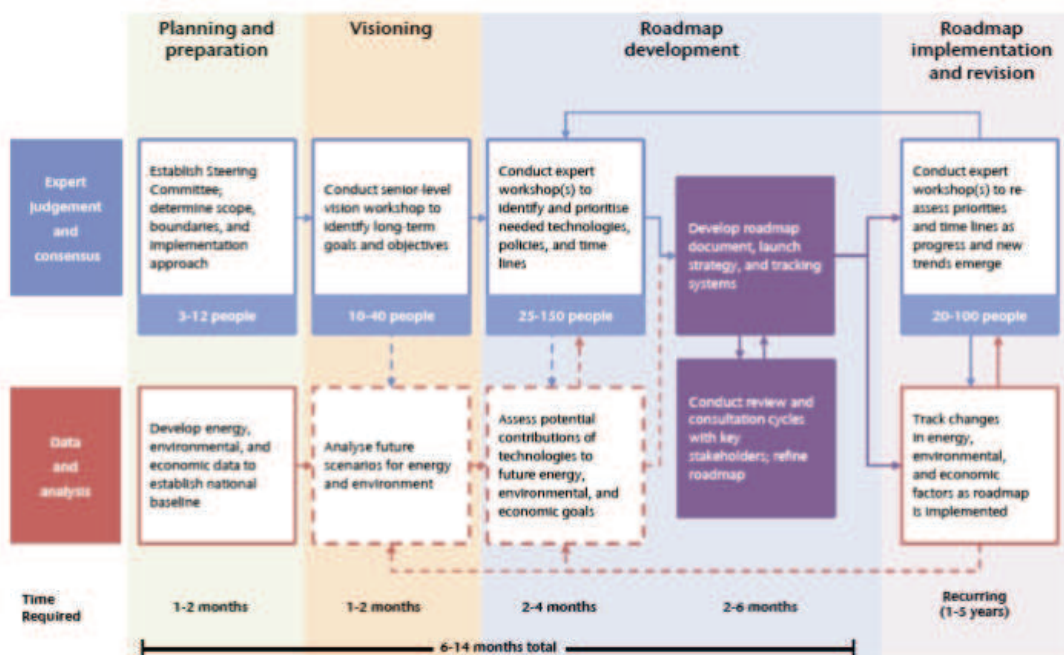 Planning and
preparation
Visioning
Roadmap
development
Roadmap
implementation
and revision
Expert
judgement
and
consensus
Establish Steering
Committee;
determine scope,
boundaries, and
implementation
approach
3-12 people
Conduct senior-level
vision workshop to
identify long-term
goals and objectives
10-40 people
Conduct expert
workshop(s) to
identify and prioritise
needed technologies,
policies, and time
lines
25-150 people
Develop roadmap
document, launch
strategy, and tracking
systems
Conduct expert
workshop(s) to re-
assess priorities
and time lines as
progress and new
trends emerge
20-100 people
Data
and
analysis
Develop energy,
environmental, and
economic data to
establish national
baseline
Analyse future
scenarios for energy
and environment
Assess potential
contributions of
technologies to
future energy,
environmental, and
economic goals
Conduct review and
consultation cycles
with key
stakeholders; refine
roadmap
Track changes
in energy,
environmental,
and economic
factors as roadmap
is implemented
Time
Required
1-2 months
1-2 months
2-4 months
2-6 months
Recurring
(1-5 years)
6-14 months total